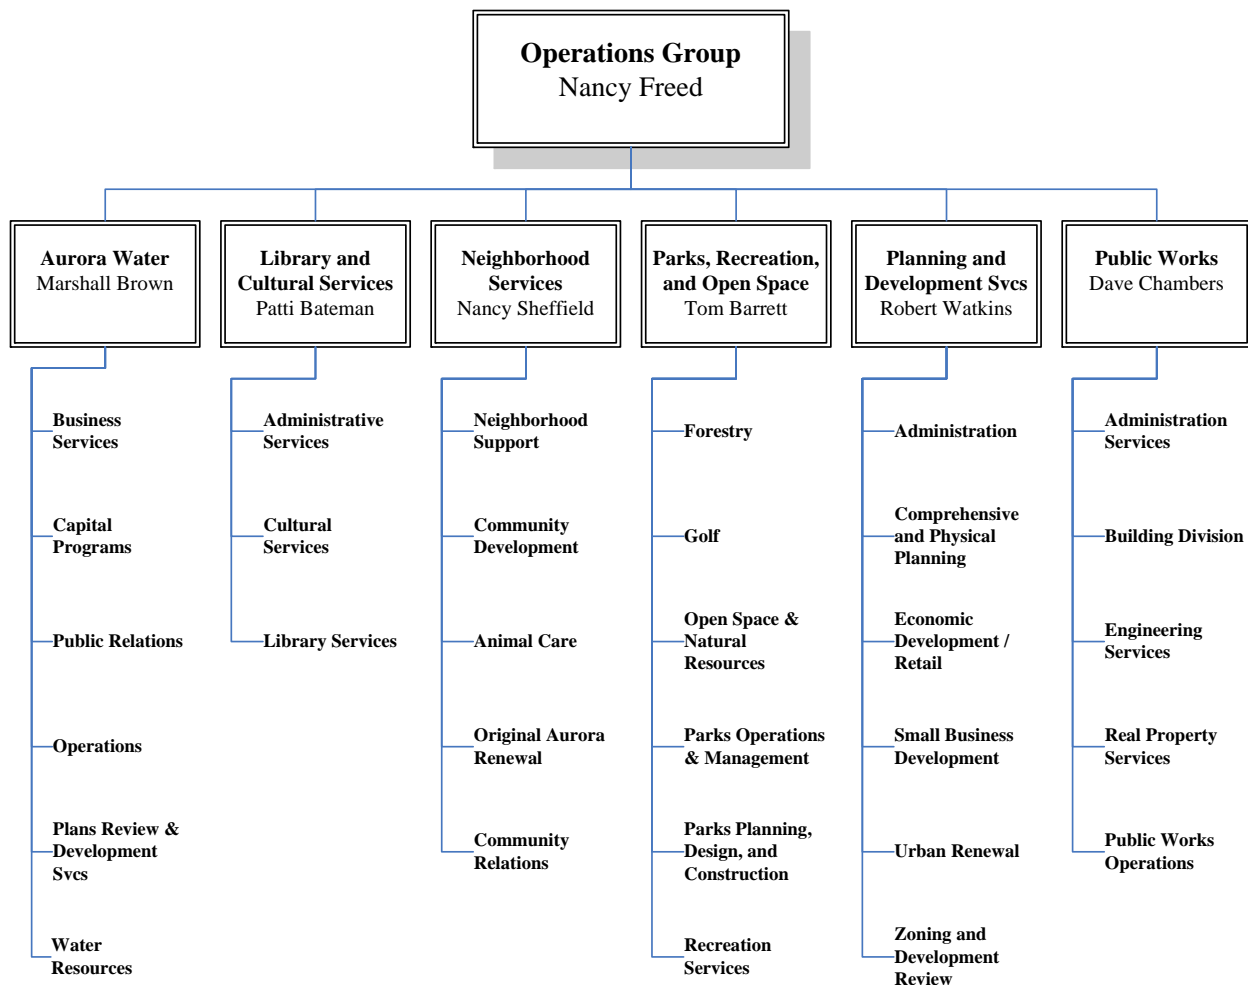 Operations Group
Nancy Freed
Aurora Water
Marshall Brown
Library and
Cultural Services
Patti Bateman
Neighborhood
Services
Nancy Sheffield
Parks, Recreation,
and Open Space
Tom Barrett
Planning and
Development Svcs
Robert Watkins
Public Works
Dave Chambers
Business
Services
Capital
Programs
Public Relations
Operations
Plans Review &
Development
Svcs
Water
Resources
Administrative
Services
Cultural
Services
Library Services
Neighborhood
Support
Community
Development
Animal Care
Original Aurora
Renewal
Community
Relations
Forestry
Golf
Open Space &
Natural
Resources
Parks Operations
& Management
Parks Planning,
Design, and
Construction
Recreation
Services
Administration
Comprehensive
and Physical
Planning
Economic
Development /
Retail
Small Business
Development
Urban Renewal
Zoning and
Development
Review
Administration
Services
Building Division
Engineering
Services
Real Property
Services
Public Works
Operations